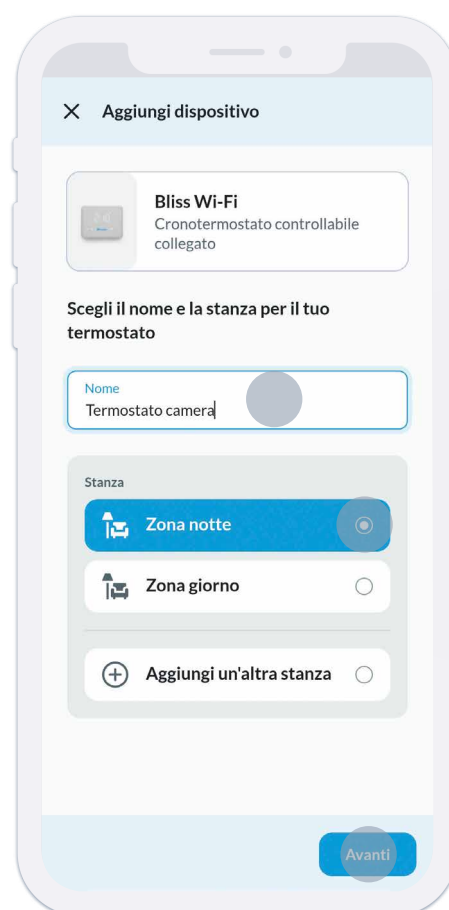 Aggiungi dispositivo
Bliss Wi-Fi
Cronotermostato controllabile
collegato
Scegli il nome e la stanza per il tuo
termostato
Nome
Termostato camera
Stanza
Zona notte
Zona giorno
Aggiungi un'altra stanza
Avanti